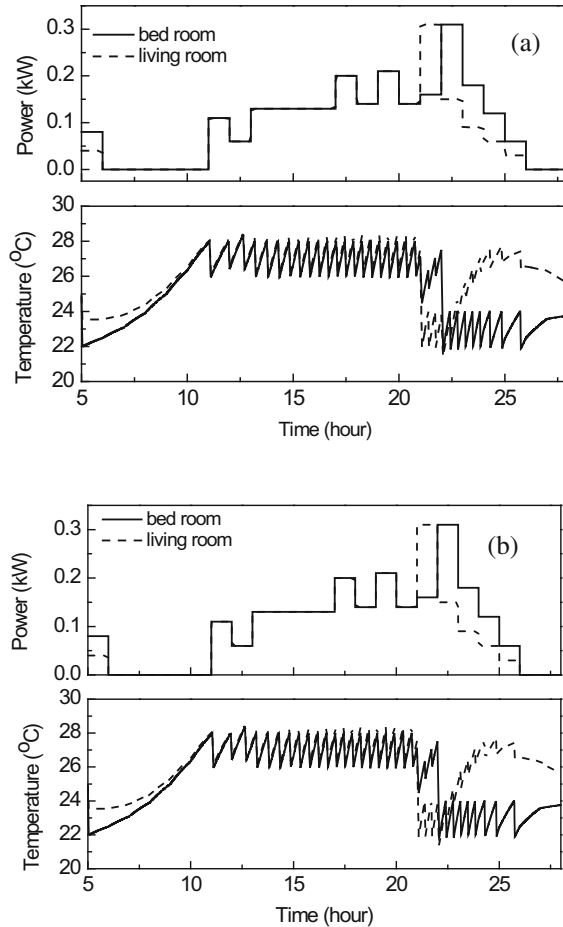 0.3
0.2
0.1
0.0
Power (kW)
bed room
living room
(a)
30
28
26
24
22
20
Temperature (°C)
5 10 15 20 25
Time (hour)
0.3
0.2
0.1
0.0
Power (kW)
bed room
living room
(b)
30
28
26
24
22
20
Temperature (°C)
5 10 15 20 25
Time (hour)